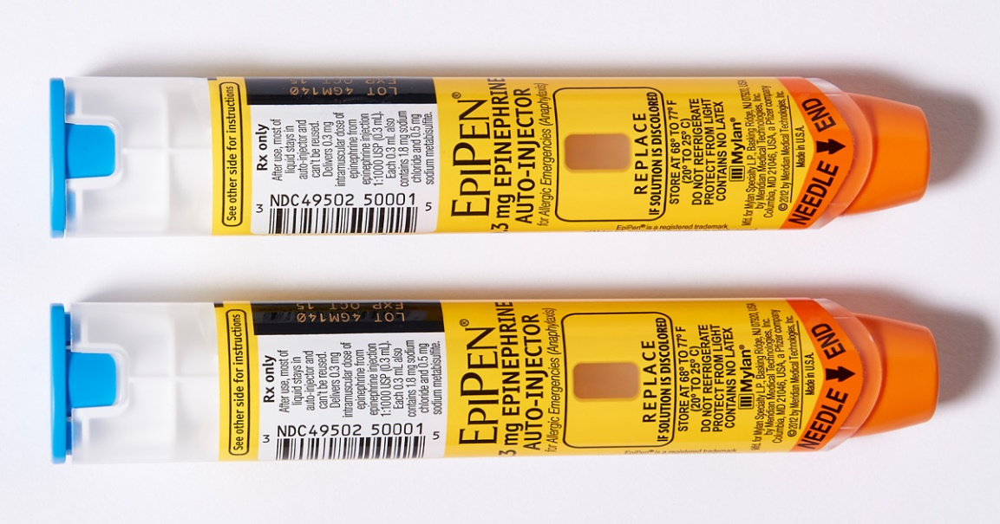 See other side for instructions
LOT 4GM140
EXP OCT 15
Rx only
After use, most of
liquid stays in
auto-injector and
can't be reused.
Delivers 0.3 mg
intramuscular dose of
epinephrine from
epinephrine injection
1:1000 USP (0.3 mL).
Each 0.3 mL also
contains 1.8 mg sodium
chloride and 0.5 mg
sodium metabisulfite.
3 NDC49502 50001 5
EPIPEN®
3 mg EPINEPHRINE
AUTO-INJECTOR
for Allergic Emergencies (Anaphylaxis)
REPLACE
IF SOLUTION IS DISCOLORED
STORE AT 68° TO 77° F
(20° TO 25° C)
DO NOT REFRIGERATE
PROTECT FROM LIGHT
CONTAINS NO LATEX
Mylan®
Mfd. for Mylan Specialty L.P., Basking Ridge, NJ 07920, USA
by Meridian Medical Technologies, Inc.
Columbia, MD 21046, USA, a Pfizer company
©2012 by Meridian Medical Technologies, Inc.
Made in U.S.A.
EpiPen® is a registered trademark
NEEDLE END
See other side for instructions
LOT 4GM140
EXP OCT 15
Rx only
After use, most of
liquid stays in
auto-injector and
can't be reused.
Delivers 0.3 mg
intramuscular dose of
epinephrine from
epinephrine injection
1:1000 USP (0.3 mL).
Each 0.3 mL also
contains 1.8 mg sodium
chloride and 0.5 mg
sodium metabisulfite.
3 NDC49502 50001 5
EPIPEN®
3 mg EPINEPHRINE
AUTO-INJECTOR
for Allergic Emergencies (Anaphylaxis)
REPLACE
IF SOLUTION IS DISCOLORED
STORE AT 68° TO 77° F
(20° TO 25° C)
DO NOT REFRIGERATE
PROTECT FROM LIGHT
CONTAINS NO LATEX
Mylan®
Mfd. for Mylan Specialty L.P., Basking Ridge, NJ 07920, USA
by Meridian Medical Technologies, Inc.
Columbia, MD 21046, USA, a Pfizer company
©2012 by Meridian Medical Technologies, Inc.
Made in U.S.A.
EpiPen® is a registered trademark
NEEDLE END